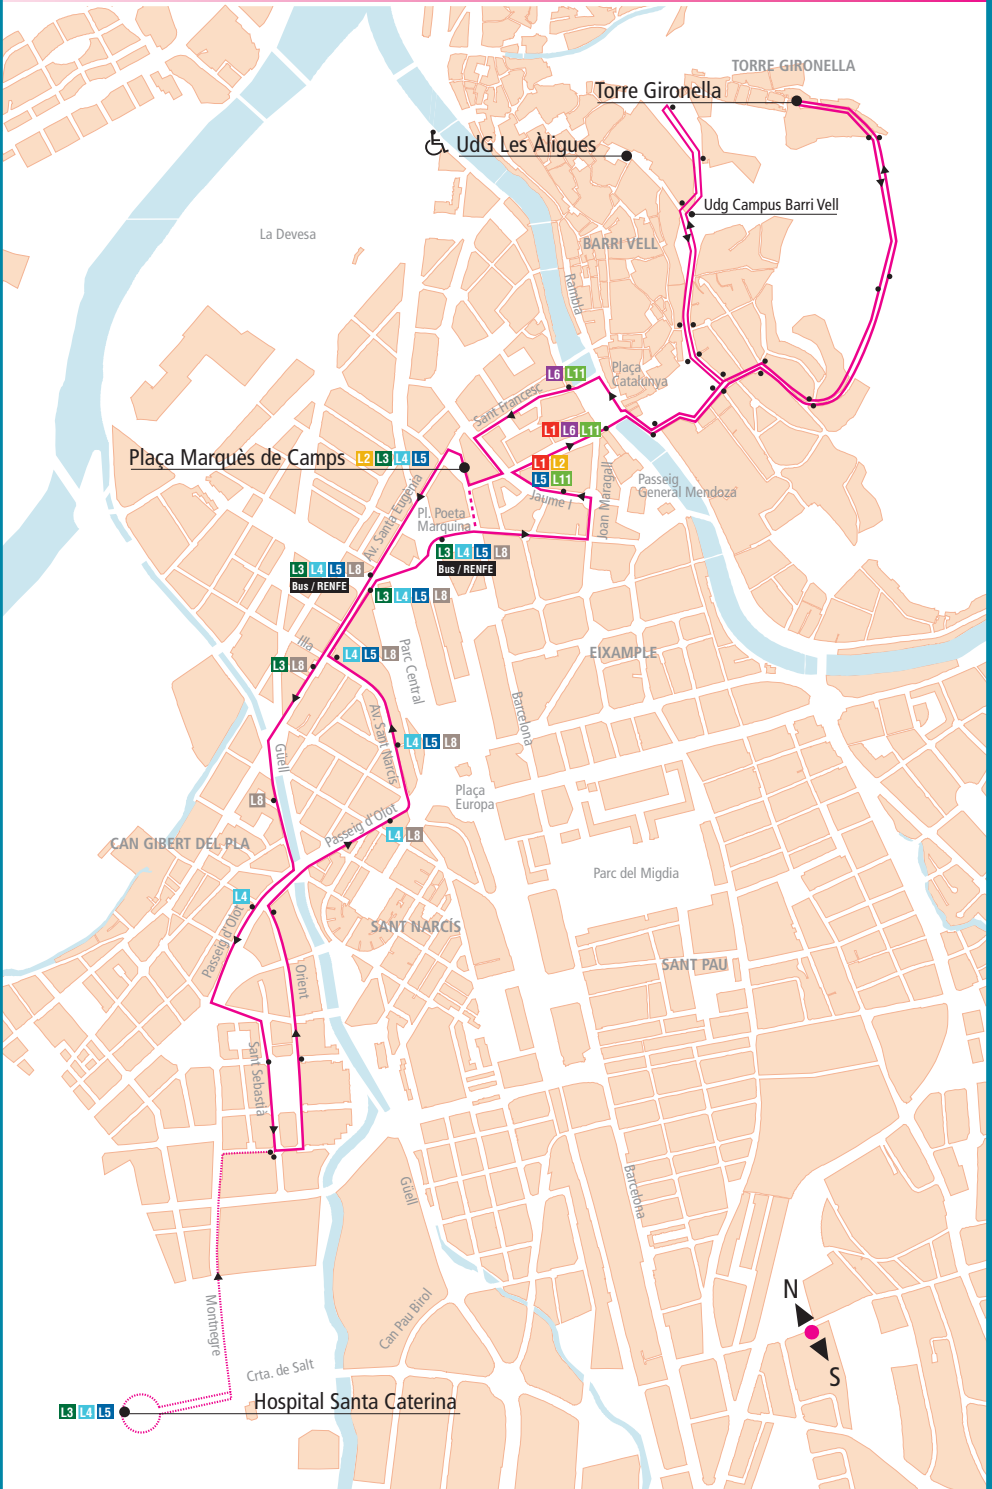 TORRE GIRONELLA
Torre Gironella
UdG Les Àligues
Udg Campus Barri Vell
La Devesa
BARRI VELL
Rambla
Plaça
Catalunya
L6 L11
Sant Francesc
L1 L6 L11
Plaça Marquès de Camps L2 L3 L4 L5
L1 L2
L5 L11
Jaume I
Joan Maragall
Passeig
General Mendoza
Av. Santa Eugènia
Pl. Poeta
Marquina
L3 L4 L5 L8
Bus / RENFE
L3 L4 L5 L8
Bus / RENFE
L3 L4 L5 L8
Illa
L4 L5 L8
L3 L8
Parc Central
EIXAMPLE
Barcelona
Av. Sant Narcís
L4 L5 L8
Güell
Plaça
Europa
L8
Passeig d'Olot
L4 L8
CAN GIBERT DEL PLA
Parc del Migdia
L4
Passeig d'Olot
SANT NARCÍS
SANT PAU
Orient
Sant Sebastià
Güell
Barcelona
Montnegre
Can Pau Birol
N
S
Crta. de Salt
L3 L4 L5
Hospital Santa Caterina